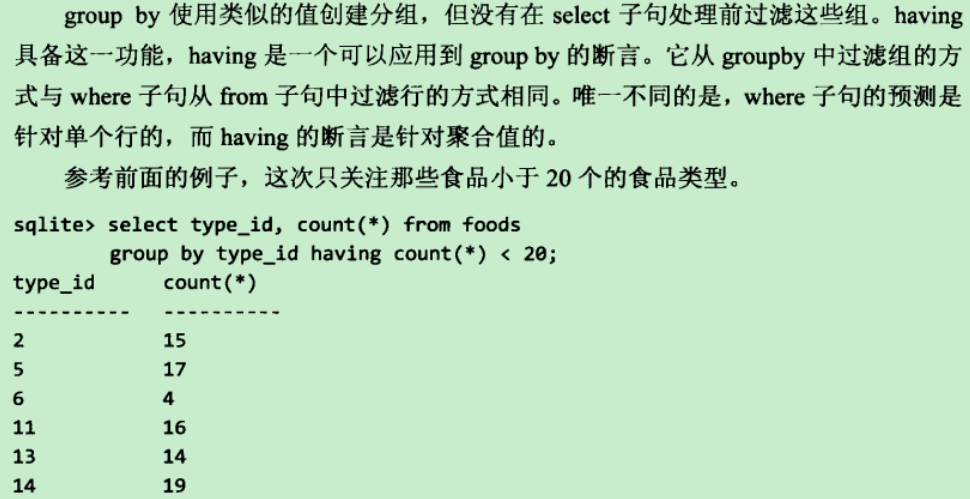 group by 使用类似的值创建分组，但没有在 select 子句处理前过滤这些组。having
具备这一功能，having 是一个可以应用到 group by 的断言。它从 groupby 中过滤组的方
式与 where 子句从 from 子句中过滤行的方式相同。唯一不同的是，where 子句的预测是
针对单个行的，而 having 的断言是针对聚合值的。
参考前面的例子，这次只关注那些食品小于 20 个的食品类型。
sqlite> select type_id, count(*) from foods
group by type_id having count(*) < 20;
type_id count(*)
---------- ----------
2 15
5 17
6 4
11 16
13 14
14 19